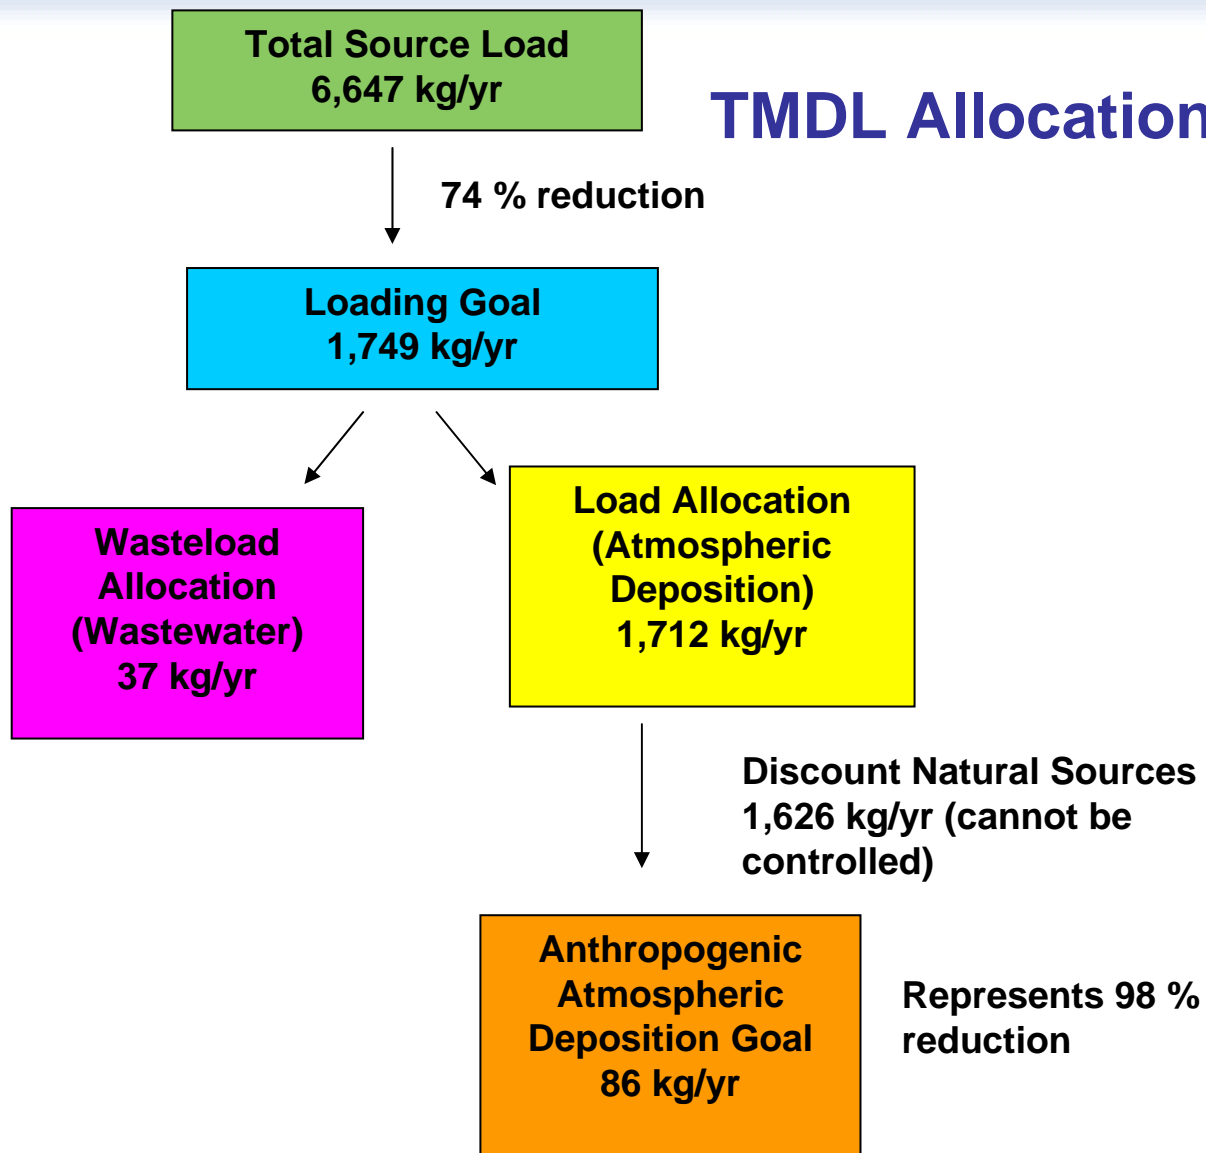 Total Source Load
6,647 kg/yr
TMDL Allocation
74 % reduction
Loading Goal
1,749 kg/yr
Wasteload
Allocation
(Wastewater)
37 kg/yr
Load Allocation
(Atmospheric
Deposition)
1,712 kg/yr
Discount Natural Sources
1,626 kg/yr (cannot be
controlled)
Anthropogenic
Atmospheric
Deposition Goal
86 kg/yr
Represents 98 %
reduction